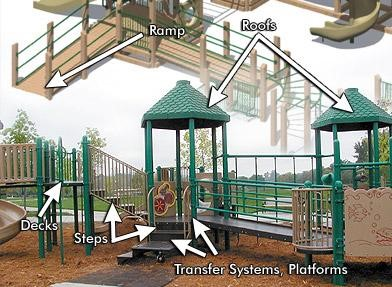 Ramp
Roofs
Decks
Steps
Transfer Systems, Platforms